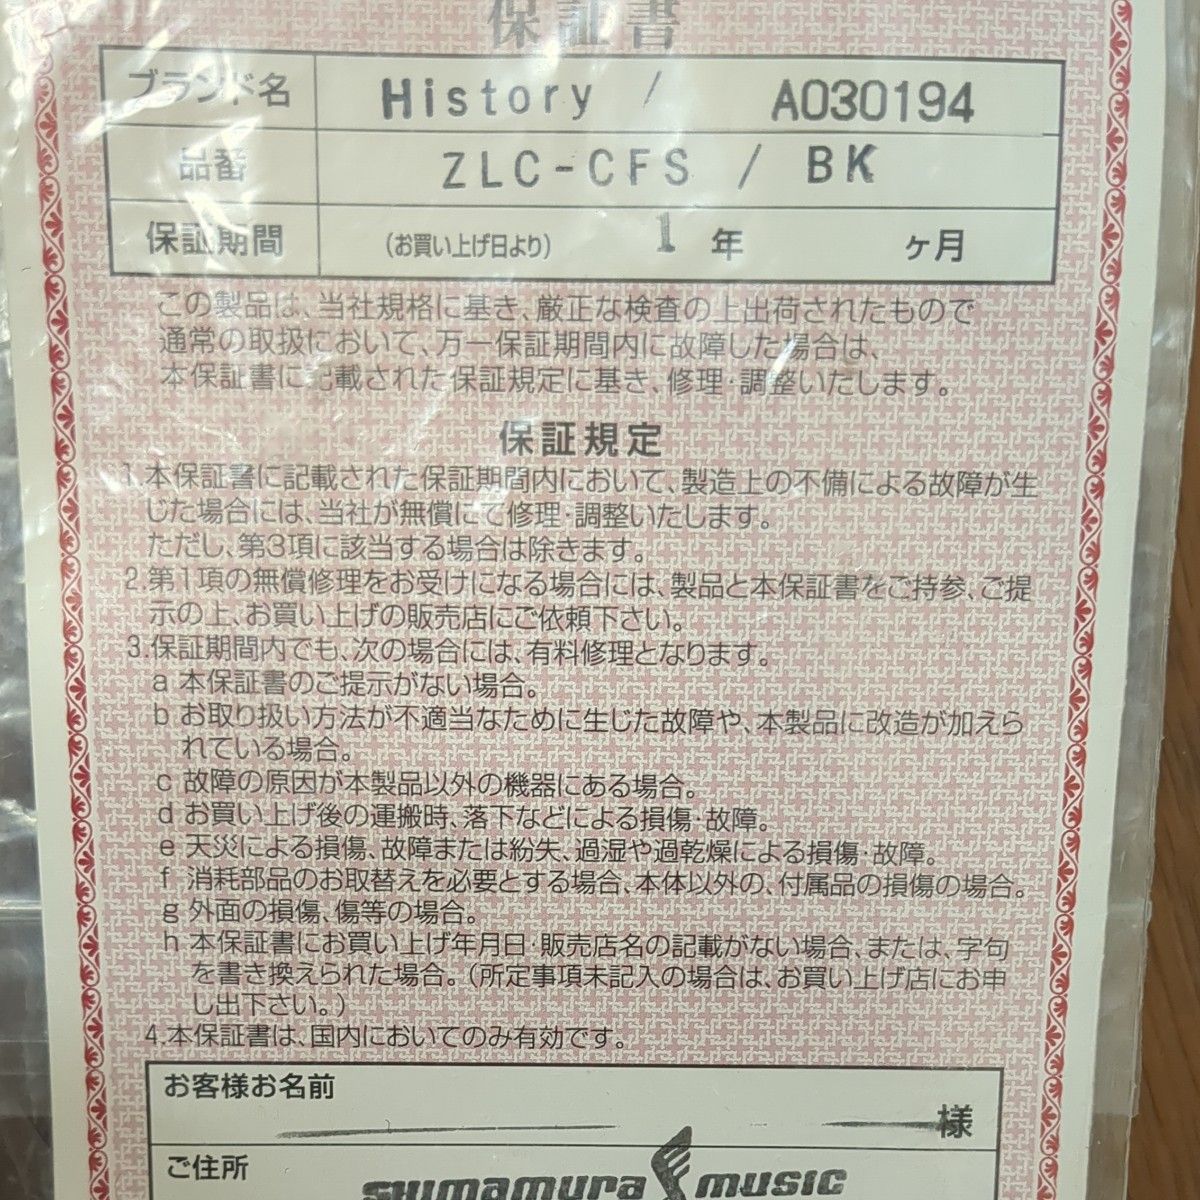 保証書
ブランド名 History / A030194
品番 ZLC-CFS / BK
保証期間 (お買い上げ日より) 1 年 ヶ月
この製品は、当社規格に基き、厳正な検査の上出荷されたもので
通常の取扱において、万一保証期間内に故障した場合は、
本保証書に記載された保証規定に基き、修理・調整いたします。
保証規定
1.本保証書に記載された保証期間内において、製造上の不備による故障が生
じた場合には、当社が無償にて修理・調整いたします。
ただし、第3項に該当する場合は除きます。
2.第1項の無償修理をお受けになる場合には、製品と本保証書をご持参、ご提
示の上、お買い上げの販売店にご依頼下さい。
3.保証期間内でも、次の場合には、有料修理となります。
a 本保証書のご提示がない場合。
b お取り扱い方法が不適当なために生じた故障や、本製品に改造が加えら
れている場合。
c 故障の原因が本製品以外の機器にある場合。
d お買い上げ後の運搬時、落下などによる損傷・故障。
e 天災による損傷、故障または紛失、過湿や過乾燥による損傷・故障。
f 消耗部品のお取替えを必要とする場合、本体以外の、付属品の損傷の場合。
g 外面の損傷、傷等の場合。
h 本保証書にお買い上げ年月日・販売店名の記載がない場合、または、字句
を書き換えられた場合。(所定事項未記入の場合は、お買い上げ店にお申
し出下さい。)
4.本保証書は、国内においてのみ有効です。
お客様お名前
様
ご住所
SHIMAMURA MUSIC